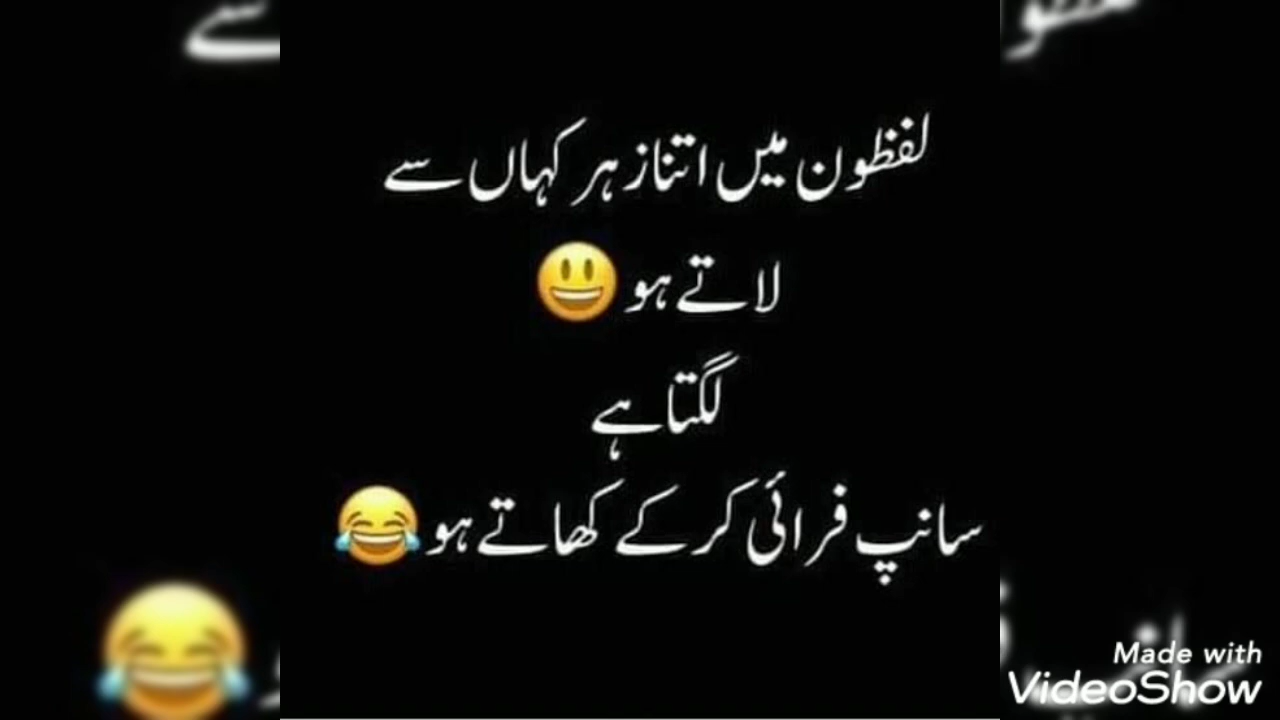 لفظون میں اتنا زہر کہاں سے
لاتے ہو 😃
لگتا ہے
سانپ فرائی کر کے کھاتے ہو 😂
Made with
VideoShow